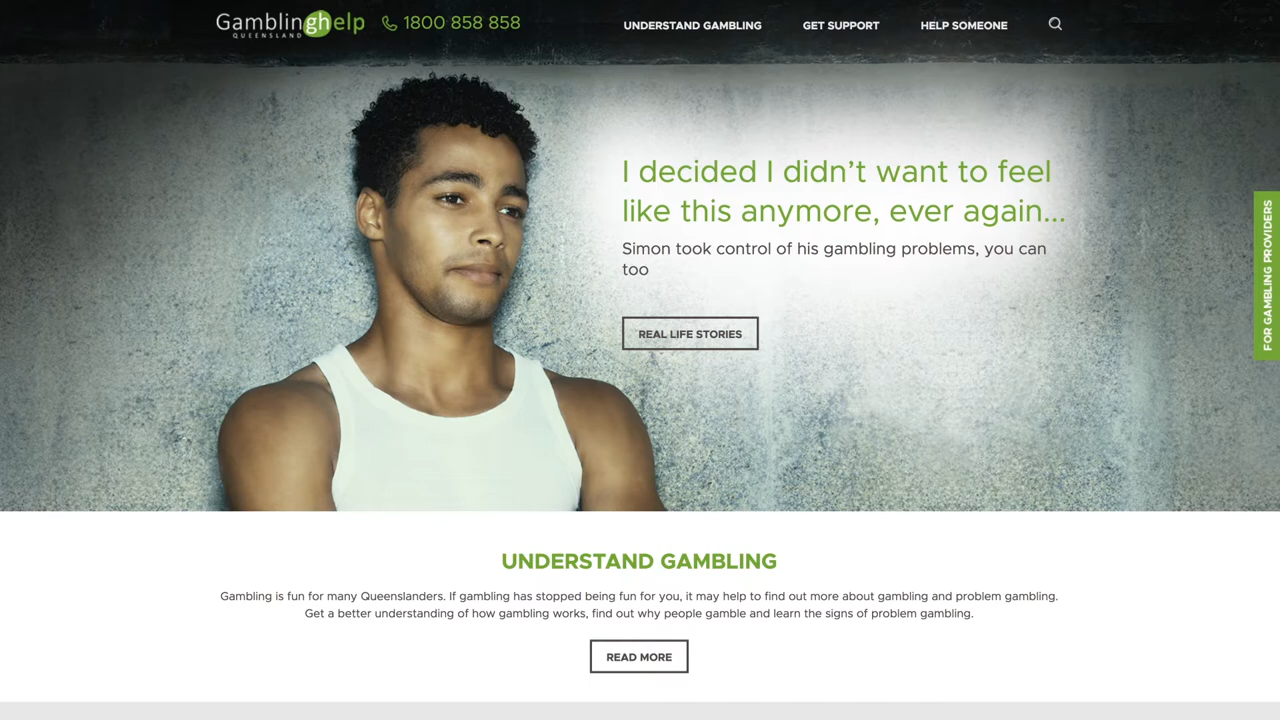 Gamblinghelp
QUEENSLAND
1800 858 858
UNDERSTAND GAMBLING
GET SUPPORT
HELP SOMEONE
I decided I didn’t want to feel
like this anymore, ever again...
Simon took control of his gambling problems, you can
too
REAL LIFE STORIES
FOR GAMBLING PROVIDERS
UNDERSTAND GAMBLING
Gambling is fun for many Queenslanders. If gambling has stopped being fun for you, it may help to find out more about gambling and problem gambling.
Get a better understanding of how gambling works, find out why people gamble and learn the signs of problem gambling.
READ MORE